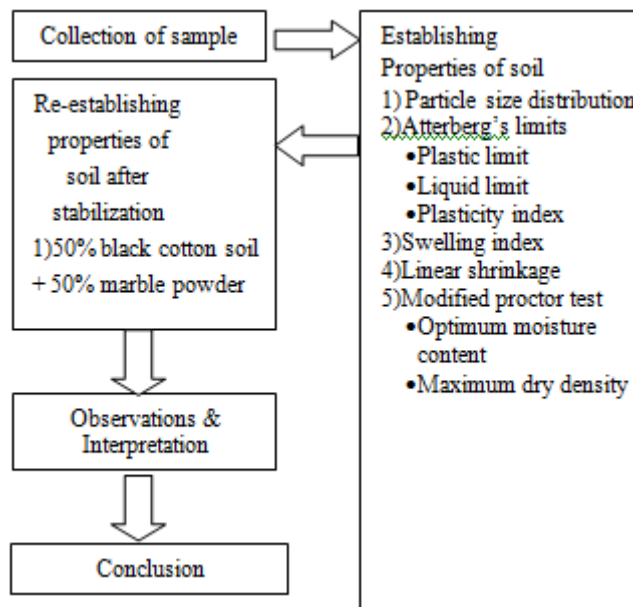 Collection of sample
Establishing
Properties of soil
1) Particle size distribution
2)Atterberg's limits
•Plastic limit
•Liquid limit
•Plasticity index
3)Swelling index
4)Linear shrinkage
5)Modified proctor test
•Optimum moisture
content
•Maximum dry density
Re-establishing
properties of
soil after
stabilization
1)50% black cotton soil
+ 50% marble powder
Observations &
Interpretation
Conclusion